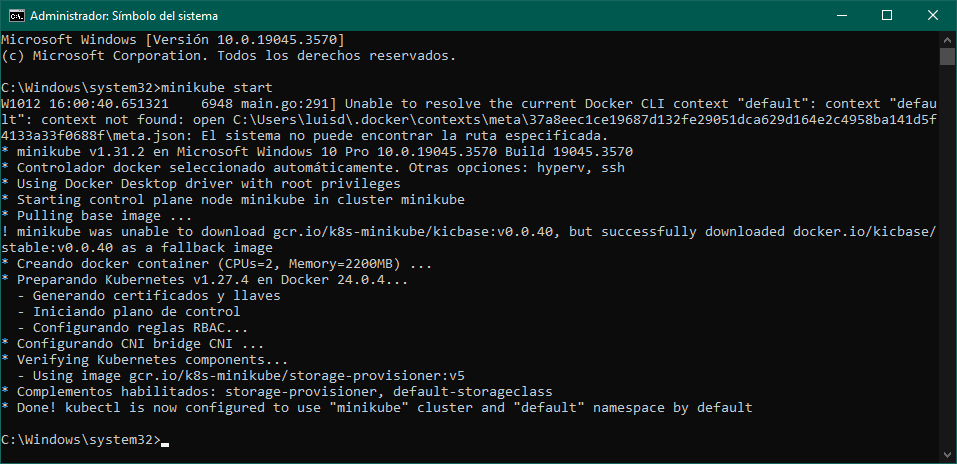 Administrador: Símbolo del sistema
Microsoft Windows [Versión 10.0.19045.3570]
(c) Microsoft Corporation. Todos los derechos reservados.
C:\Windows\system32>minikube start
W1012 16:00:40.651321    6948 main.go:291] Unable to resolve the current Docker CLI context "default": context "defau
lt": context not found: open C:\Users\luisd\.docker\contexts\meta\37a8eec1ce19687d132fe29051dca629d164e2c4958ba141d5f
4133a33f0688f\meta.json: El sistema no puede encontrar la ruta especificada.
* minikube v1.31.2 en Microsoft Windows 10 Pro 10.0.19045.3570 Build 19045.3570
* Controlador docker seleccionado automáticamente. Otras opciones: hyperv, ssh
* Using Docker Desktop driver with root privileges
* Starting control plane node minikube in cluster minikube
* Pulling base image ...
! minikube was unable to download gcr.io/k8s-minikube/kicbase:v0.0.40, but successfully downloaded docker.io/kicbase/
stable:v0.0.40 as a fallback image
* Creando docker container (CPUs=2, Memory=2200MB) ...
* Preparando Kubernetes v1.27.4 en Docker 24.0.4...
  - Generando certificados y llaves
  - Iniciando plano de control
  - Configurando reglas RBAC...
* Configurando CNI bridge CNI ...
* Verifying Kubernetes components...
  - Using image gcr.io/k8s-minikube/storage-provisioner:v5
* Complementos habilitados: storage-provisioner, default-storageclass
* Done! kubectl is now configured to use "minikube" cluster and "default" namespace by default
C:\Windows\system32>